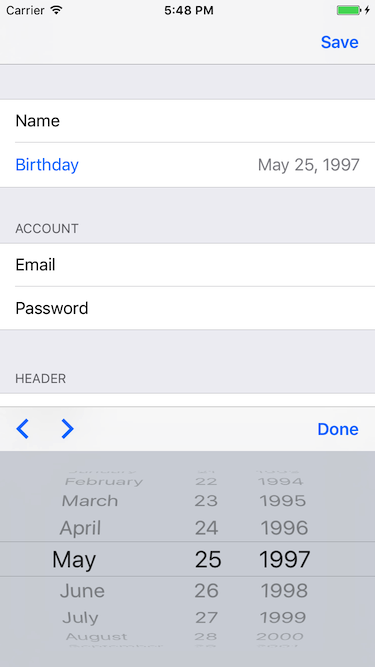 Carrier 5:48 PM
Save
Name
Birthday May 25, 1997
ACCOUNT
Email
Password
HEADER
Done
February 22 1994
March 23 1995
April 24 1996
May 25 1997
June 26 1998
July 27 1999
August 28 2000